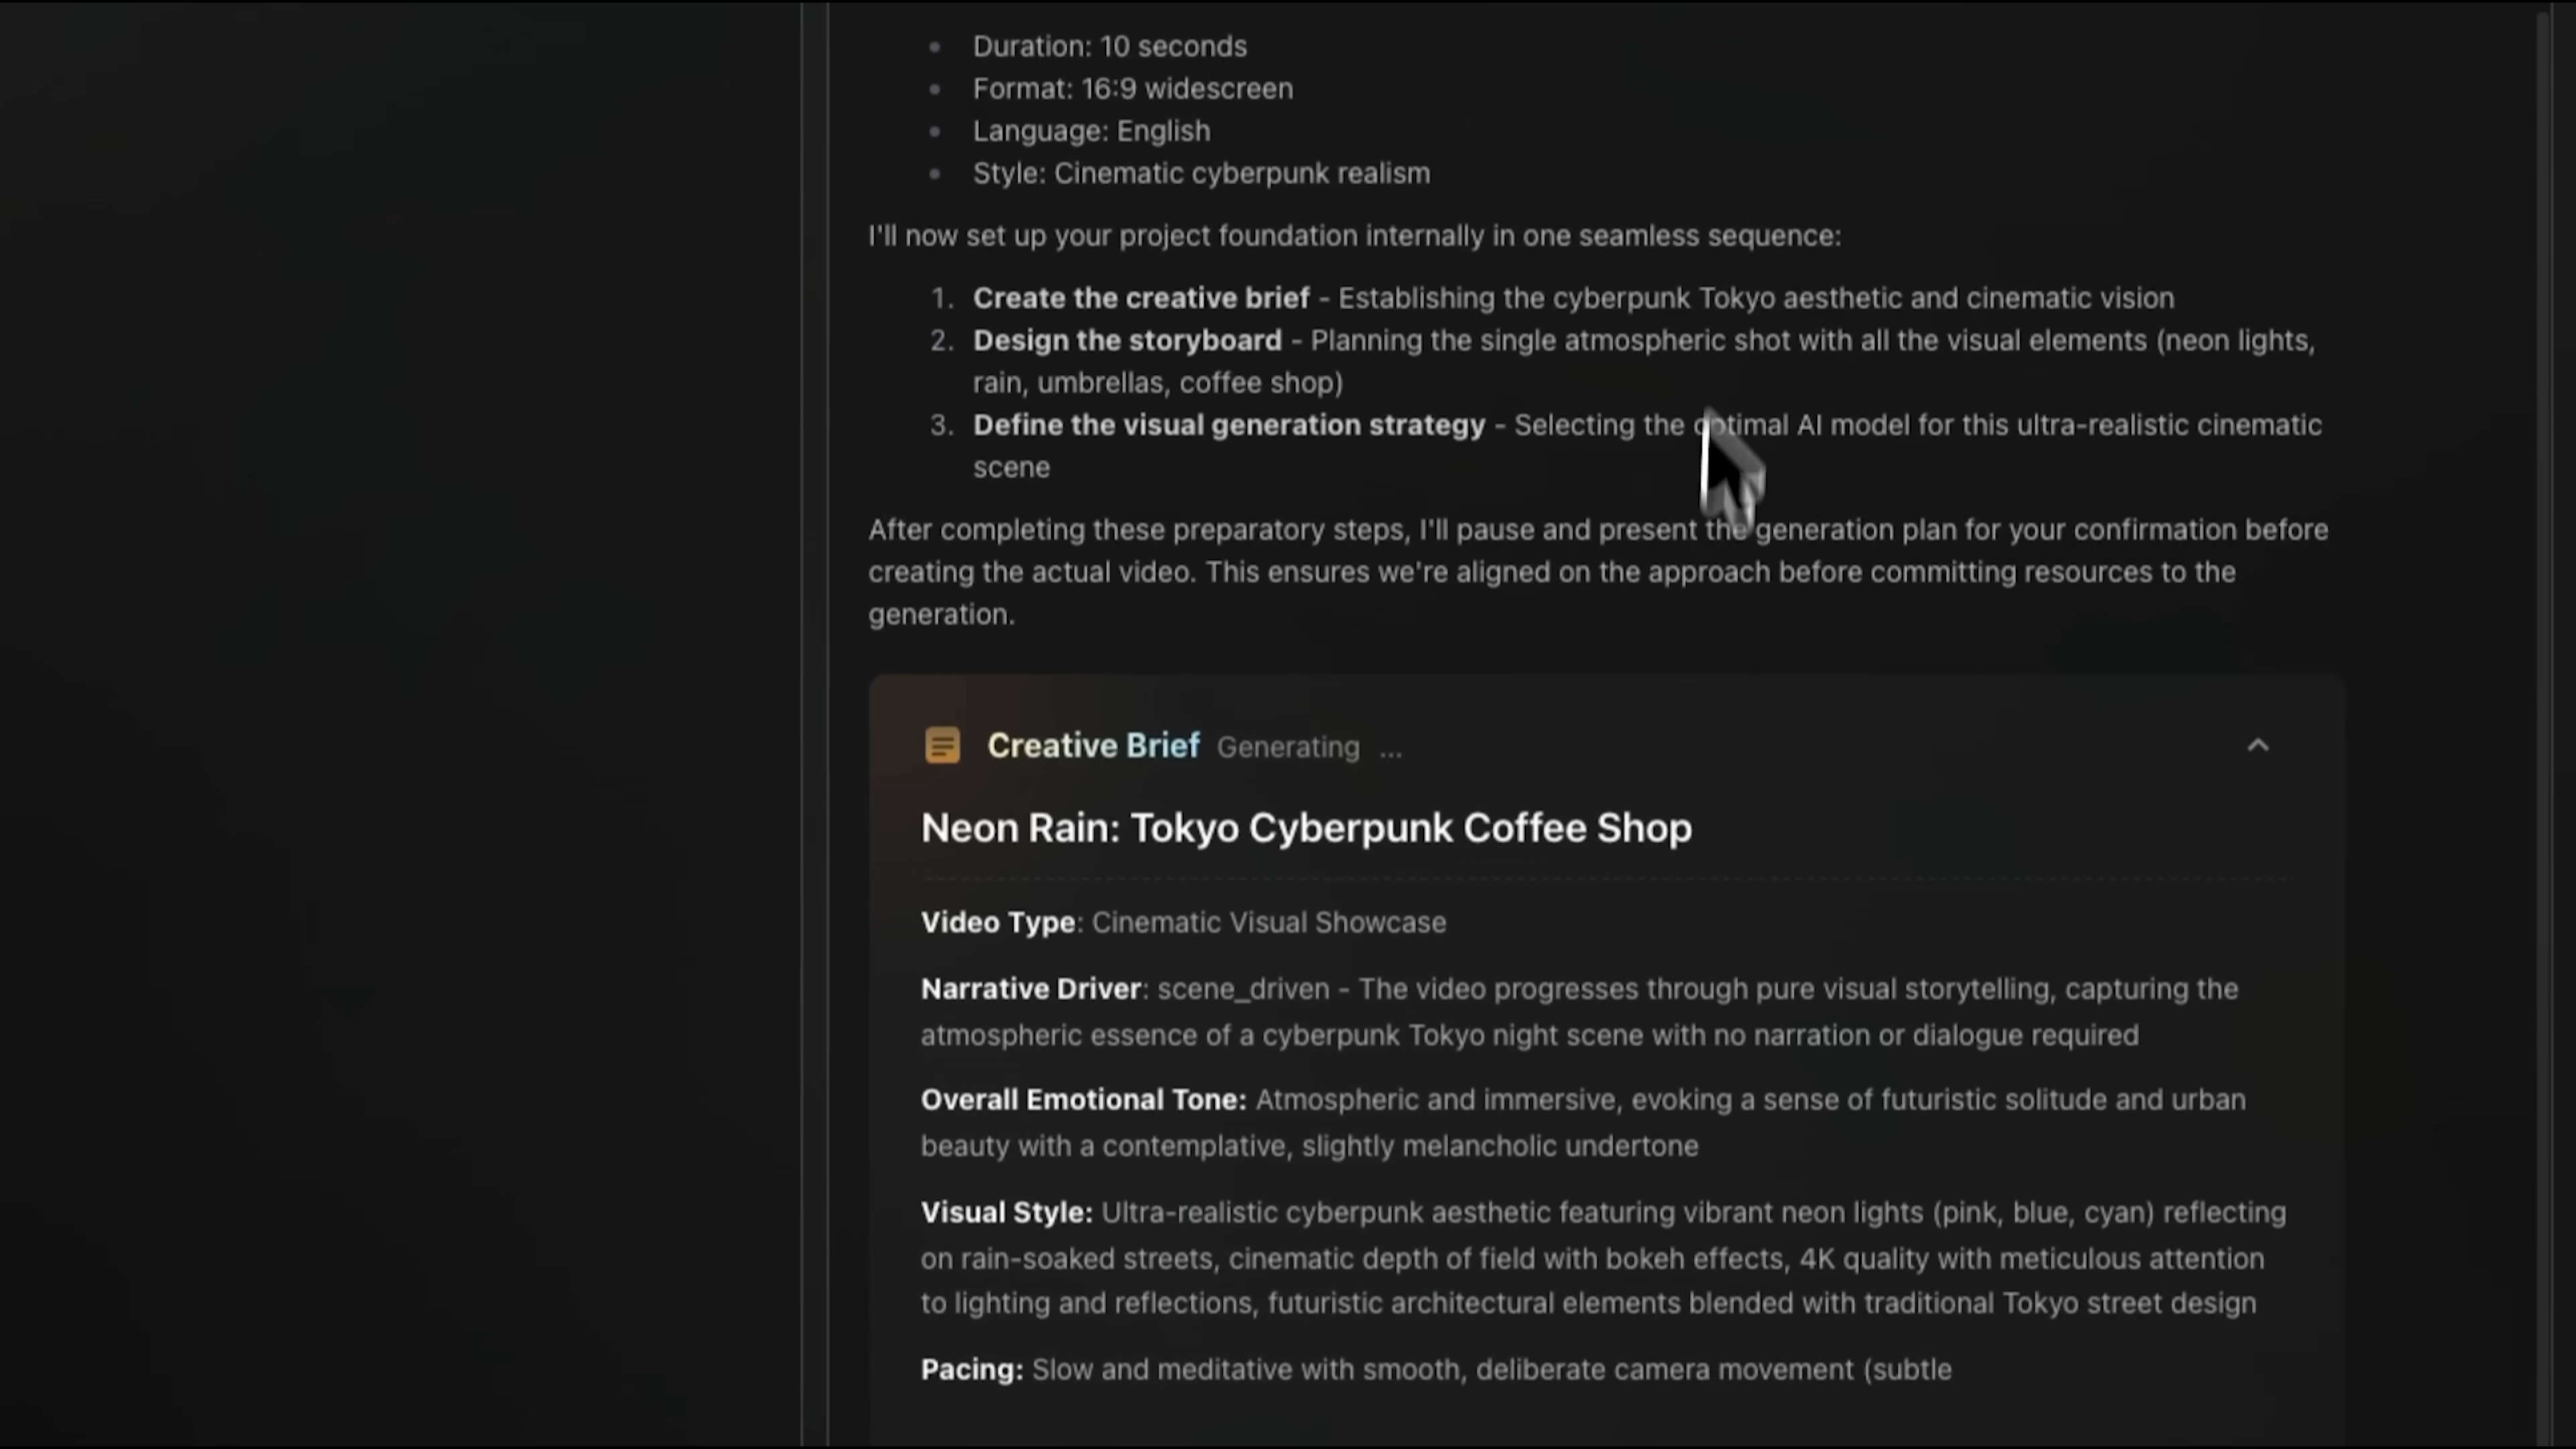 Duration: 10 seconds
Format: 16:9 widescreen
Language: English
Style: Cinematic cyberpunk realism
I'll now set up your project foundation internally in one seamless sequence:
1. Create the creative brief - Establishing the cyberpunk Tokyo aesthetic and cinematic vision
2. Design the storyboard - Planning the single atmospheric shot with all the visual elements (neon lights,
rain, umbrellas, coffee shop)
3. Define the visual generation strategy - Selecting the optimal AI model for this ultra-realistic cinematic
scene
After completing these preparatory steps, I'll pause and present the generation plan for your confirmation before
creating the actual video. This ensures we're aligned on the approach before committing resources to the
generation.
Creative Brief Generating ...
Neon Rain: Tokyo Cyberpunk Coffee Shop
Video Type: Cinematic Visual Showcase
Narrative Driver: scene_driven - The video progresses through pure visual storytelling, capturing the
atmospheric essence of a cyberpunk Tokyo night scene with no narration or dialogue required
Overall Emotional Tone: Atmospheric and immersive, evoking a sense of futuristic solitude and urban
beauty with a contemplative, slightly melancholic undertone
Visual Style: Ultra-realistic cyberpunk aesthetic featuring vibrant neon lights (pink, blue, cyan) reflecting
on rain-soaked streets, cinematic depth of field with bokeh effects, 4K quality with meticulous attention
to lighting and reflections, futuristic architectural elements blended with traditional Tokyo street design
Pacing: Slow and meditative with smooth, deliberate camera movement (subtle